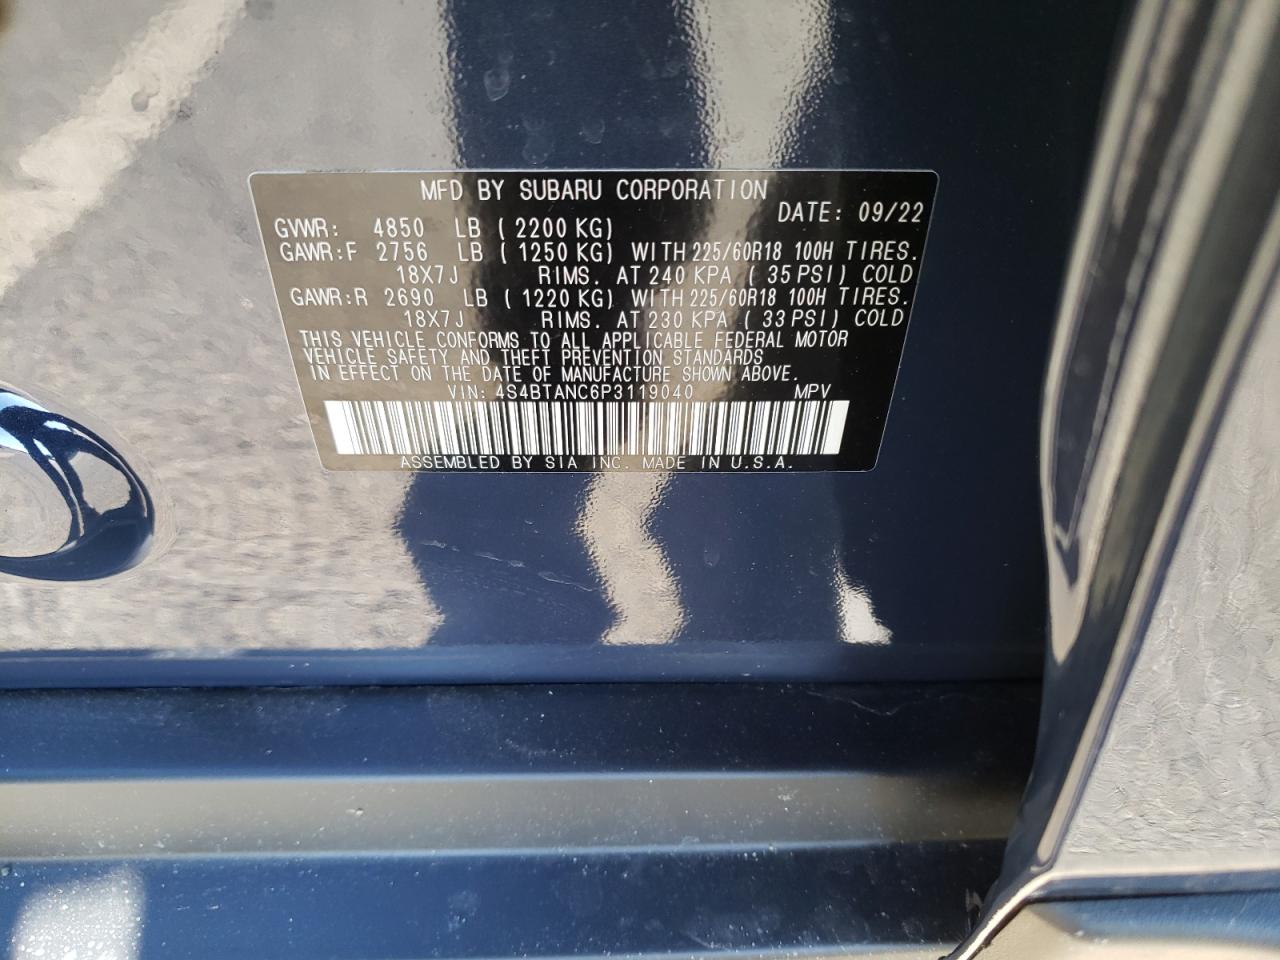 MFD BY SUBARU CORPORATION
DATE: 09/22
GVWR: 4850 LB ( 2200 KG)
GAWR:F 2756 LB ( 1250 KG) WITH 225/60R18 100H TIRES.
18X7J RIMS. AT 240 KPA ( 35 PSI) COLD
GAWR:R 2690 LB ( 1220 KG) WITH 225/60R18 100H TIRES.
18X7J RIMS. AT 230 KPA ( 33 PSI) COLD
THIS VEHICLE CONFORMS TO ALL APPLICABLE FEDERAL MOTOR
VEHICLE SAFETY AND THEFT PREVENTION STANDARDS
IN EFFECT ON THE DATE OF MANUFACTURE SHOWN ABOVE.
VIN: 4S4BTANC6P3119040 MPV
ASSEMBLED BY SIA INC. MADE IN U.S.A.